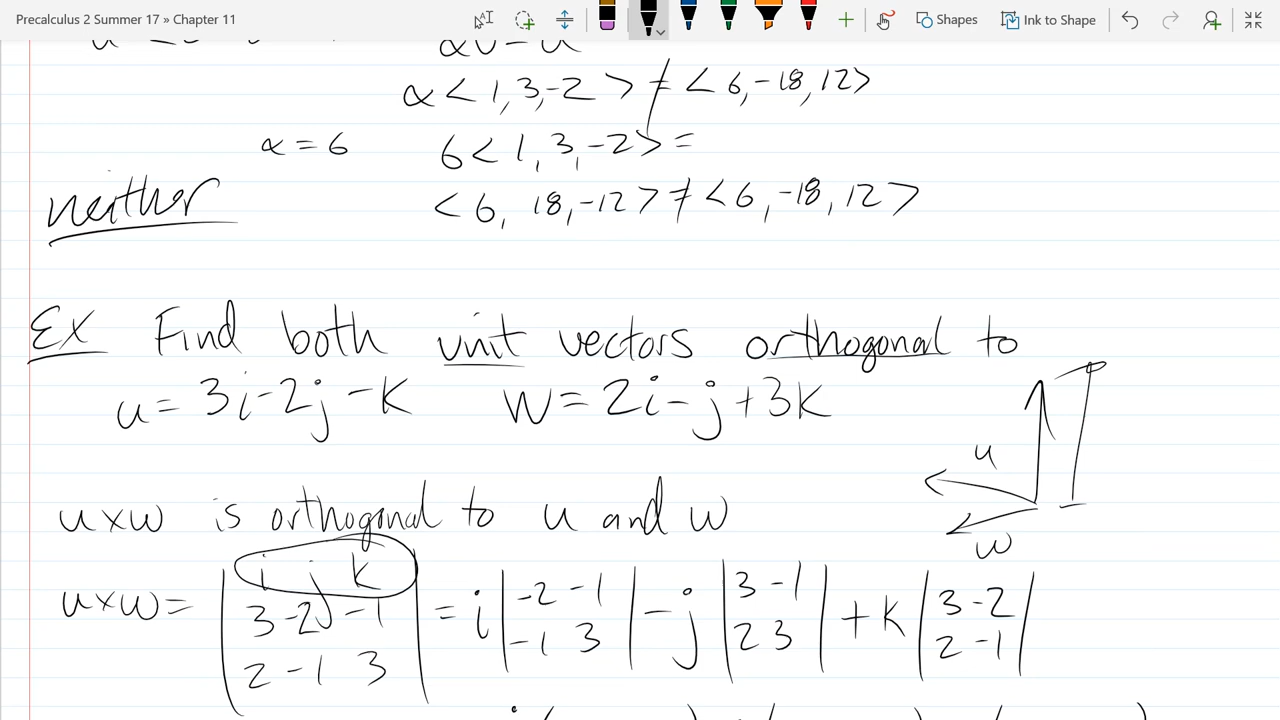 Precalculus 2 Summer 17 » Chapter 11
Shapes
Ink to Shape
αv = u
α < 1, 3, -2 > ≠ < 6, -18, 12 >
α = 6 6 < 1, 3, -2 > =
neither
< 6, 18, -12 > ≠ < 6, -18, 12 >
EX Find both unit vectors orthogonal to
u = 3i - 2j - k w = 2i - j + 3k
u
w
u × w is orthogonal to u and w
u × w = | i j k | = i | -2 -1 | - j | 3 -1 | + k | 3 -2 |
| 3 -2 -1 | | -1 3 | | 2 3 | | 2 -1 |
| 2 -1 3 |